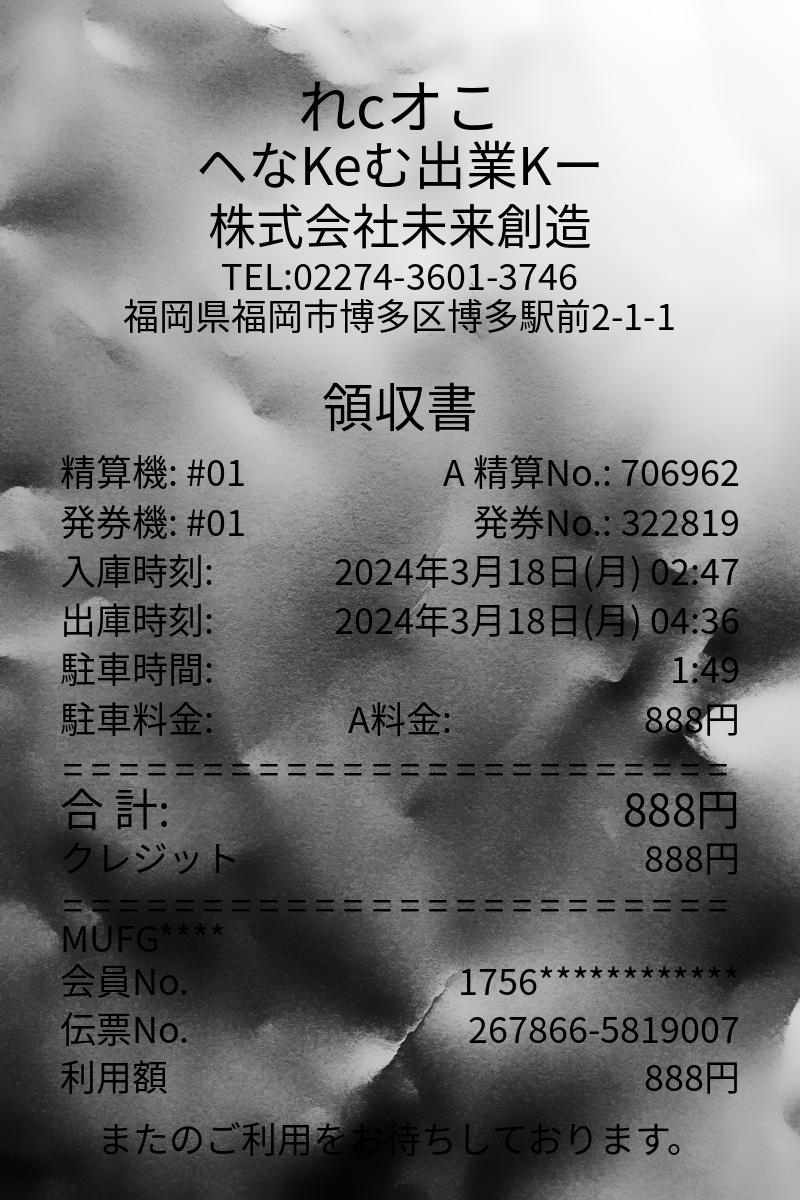 れcオこ
へなKeむ出業Kー
株式会社未来創造
TEL:02274-3601-3746
福岡県福岡市博多区博多駅前2-1-1
領収書
精算機: #01 A 精算No.: 706962
発券機: #01 発券No.: 322819
入庫時刻: 2024年3月18日(月) 02:47
出庫時刻: 2024年3月18日(月) 04:36
駐車時間: 1:49
駐車料金: A料金: 888円
========================
合 計: 888円
クレジット 888円
========================
MUFG****
会員No. 1756************
伝票No. 267866-5819007
利用額 888円
またのご利用をお待ちしております。